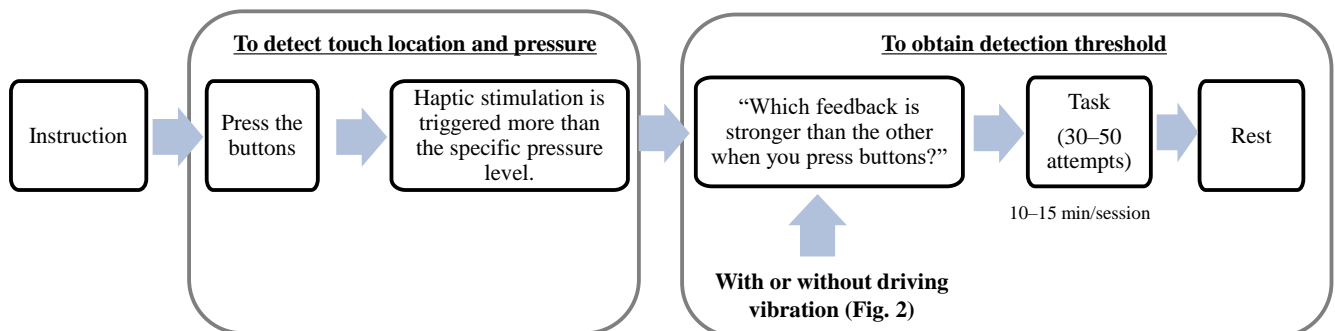 To detect touch location and pressure
To obtain detection threshold
Instruction
Press the
buttons
Haptic stimulation is
triggered more than
the specific pressure
level.
“Which feedback is
stronger than the other
when you press buttons?”
Task
(30–50
attempts)
Rest
10–15 min/session
With or without driving
vibration (Fig. 2)